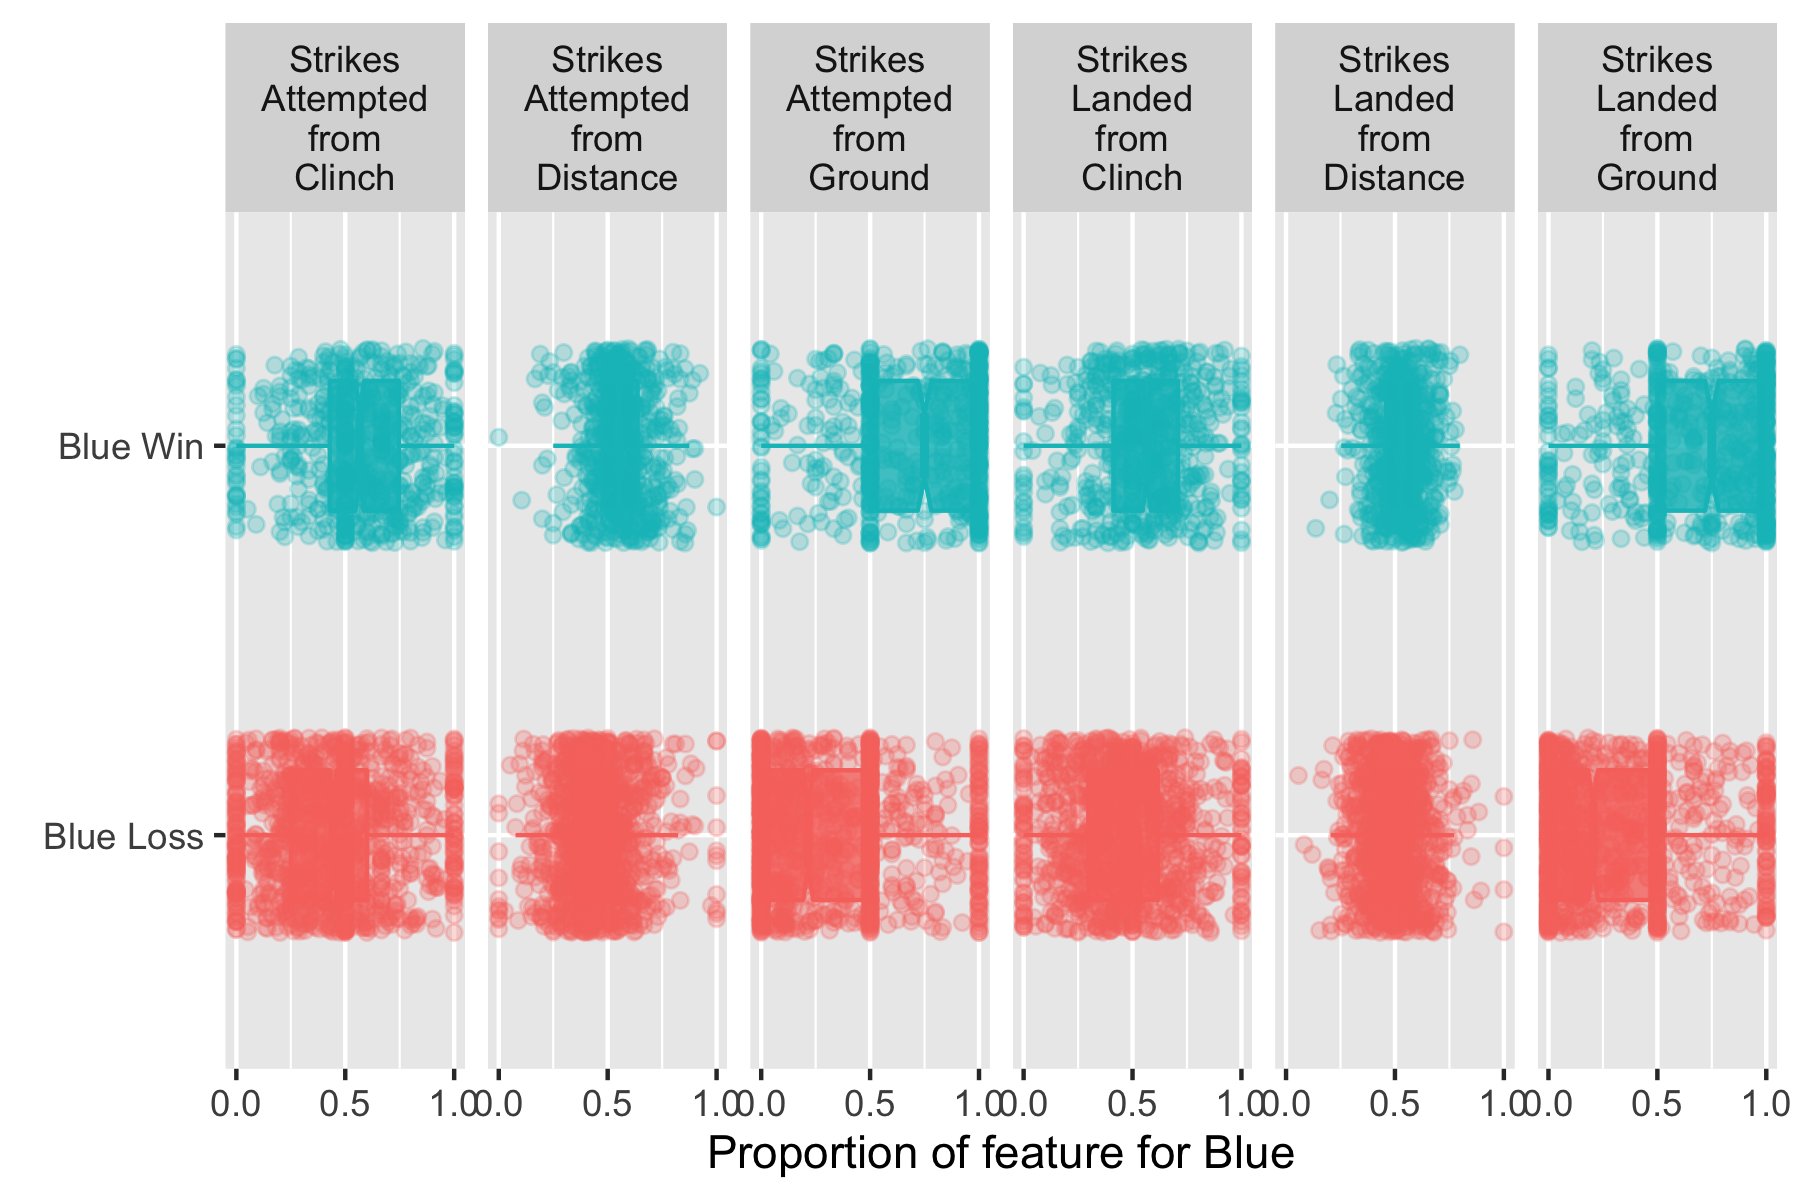 Strikes
Attempted
from
Clinch
Strikes
Attempted
from
Distance
Strikes
Attempted
from
Ground
Strikes
Landed
from
Clinch
Strikes
Landed
from
Distance
Strikes
Landed
from
Ground
Blue Win
Blue Loss
0.0 0.5 1.0 0.0 0.5 1.0 0.0 0.5 1.0 0.0 0.5 1.0 0.0 0.5 1.0 0.0 0.5 1.0
Proportion of feature for Blue